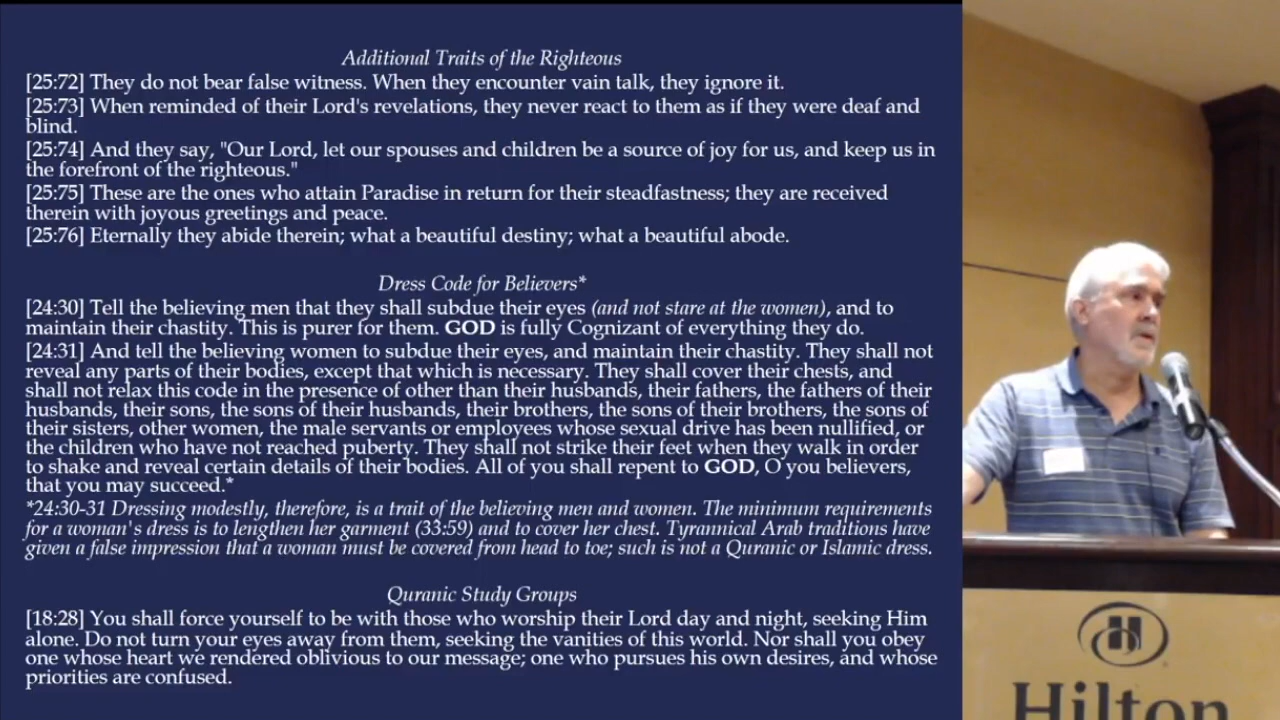 Additional Traits of the Righteous
[25:72] They do not bear false witness. When they encounter vain talk, they ignore it.
[25:73] When reminded of their Lord's revelations, they never react to them as if they were deaf and
blind.
[25:74] And they say, "Our Lord, let our spouses and children be a source of joy for us, and keep us in
the forefront of the righteous."
[25:75] These are the ones who attain Paradise in return for their steadfastness; they are received
therein with joyous greetings and peace.
[25:76] Eternally they abide therein; what a beautiful destiny; what a beautiful abode.
Dress Code for Believers*
[24:30] Tell the believing men that they shall subdue their eyes (and not stare at the women), and to
maintain their chastity. This is purer for them. GOD is fully Cognizant of everything they do.
[24:31] And tell the believing women to subdue their eyes, and maintain their chastity. They shall not
reveal any parts of their bodies, except that which is necessary. They shall cover their chests, and
shall not relax this code in the presence of other than their husbands, their fathers, the fathers of their
husbands, their sons, the sons of their husbands, their brothers, the sons of their brothers, the sons of
their sisters, other women, the male servants or employees whose sexual drive has been nullified, or
the children who have not reached puberty. They shall not strike their feet when they walk in order
to shake and reveal certain details of their bodies. All of you shall repent to GOD, O you believers,
that you may succeed.*
*24:30-31 Dressing modestly, therefore, is a trait of the believing men and women. The minimum requirements
for a woman's dress is to lengthen her garment (33:59) and to cover her chest. Tyrannical Arab traditions have
given a false impression that a woman must be covered from head to toe; such is not a Quranic or Islamic dress.
Quranic Study Groups
[18:28] You shall force yourself to be with those who worship their Lord day and night, seeking Him
alone. Do not turn your eyes away from them, seeking the vanities of this world. Nor shall you obey
one whose heart we rendered oblivious to our message; one who pursues his own desires, and whose
priorities are confused.
H
Hilton